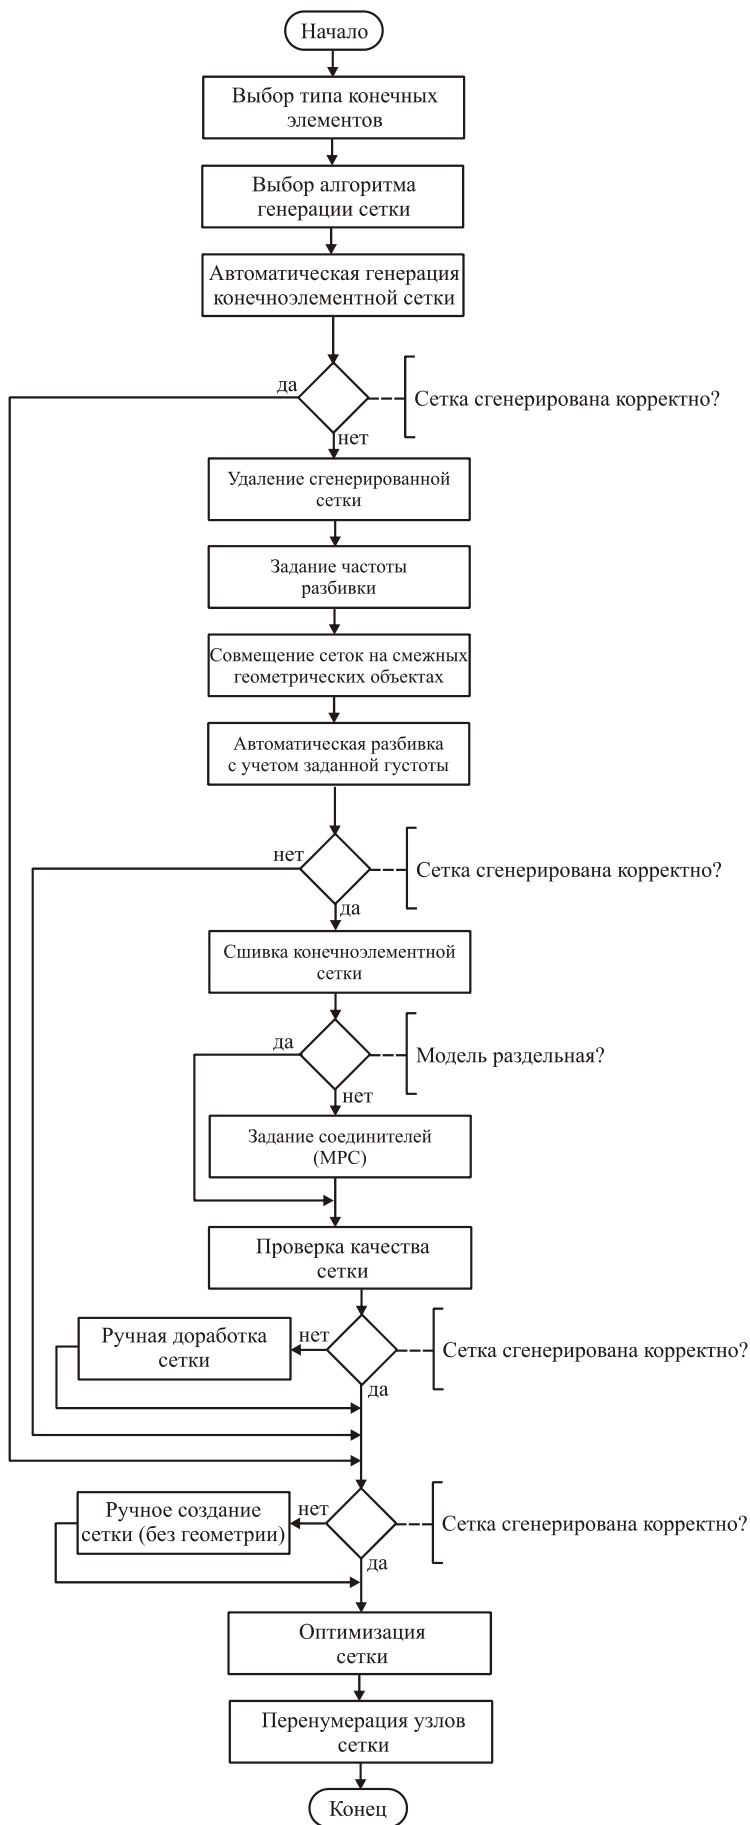 Начало
Выбор типа конечных
элементов
Выбор алгоритма
генерации сетки
Автоматическая генерация
конечноэлементной сетки
да
Сетка сгенерирована корректно?
нет
Удаление сгенерированной
сетки
Задание частоты
разбивки
Совмещение сеток на смежных
геометрических объектах
Автоматическая разбивка
с учетом заданной густоты
нет
Сетка сгенерирована корректно?
да
Сшивка конечноэлементной
сетки
да
Модель раздельная?
нет
Задание соединителей
(МРС)
Проверка качества
сетки
Ручная доработка
сетки
нет
Сетка сгенерирована корректно?
да
Ручное создание
сетки (без геометрии)
нет
Сетка сгенерирована корректно?
да
Оптимизация
сетки
Перенумерация узлов
сетки
Конец